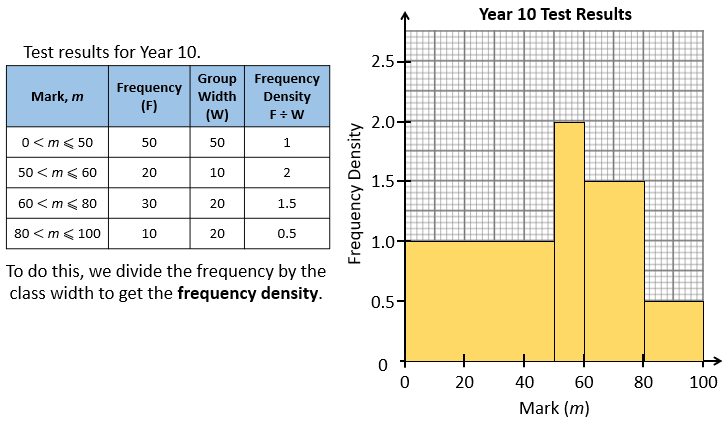 Test results for Year 10.
Mark, m
Frequency
(F)
Group
Width
(W)
Frequency
Density
F ÷ W
0 < m ⩽ 50 50 50 1
50 < m ⩽ 60 20 10 2
60 < m ⩽ 80 30 20 1.5
80 < m ⩽ 100 10 20 0.5
To do this, we divide the frequency by the
class width to get the frequency density.
Year 10 Test Results
Frequency Density
2.5
2.0
1.5
1.0
0.5
0
0 20 40 60 80 100
Mark (m)